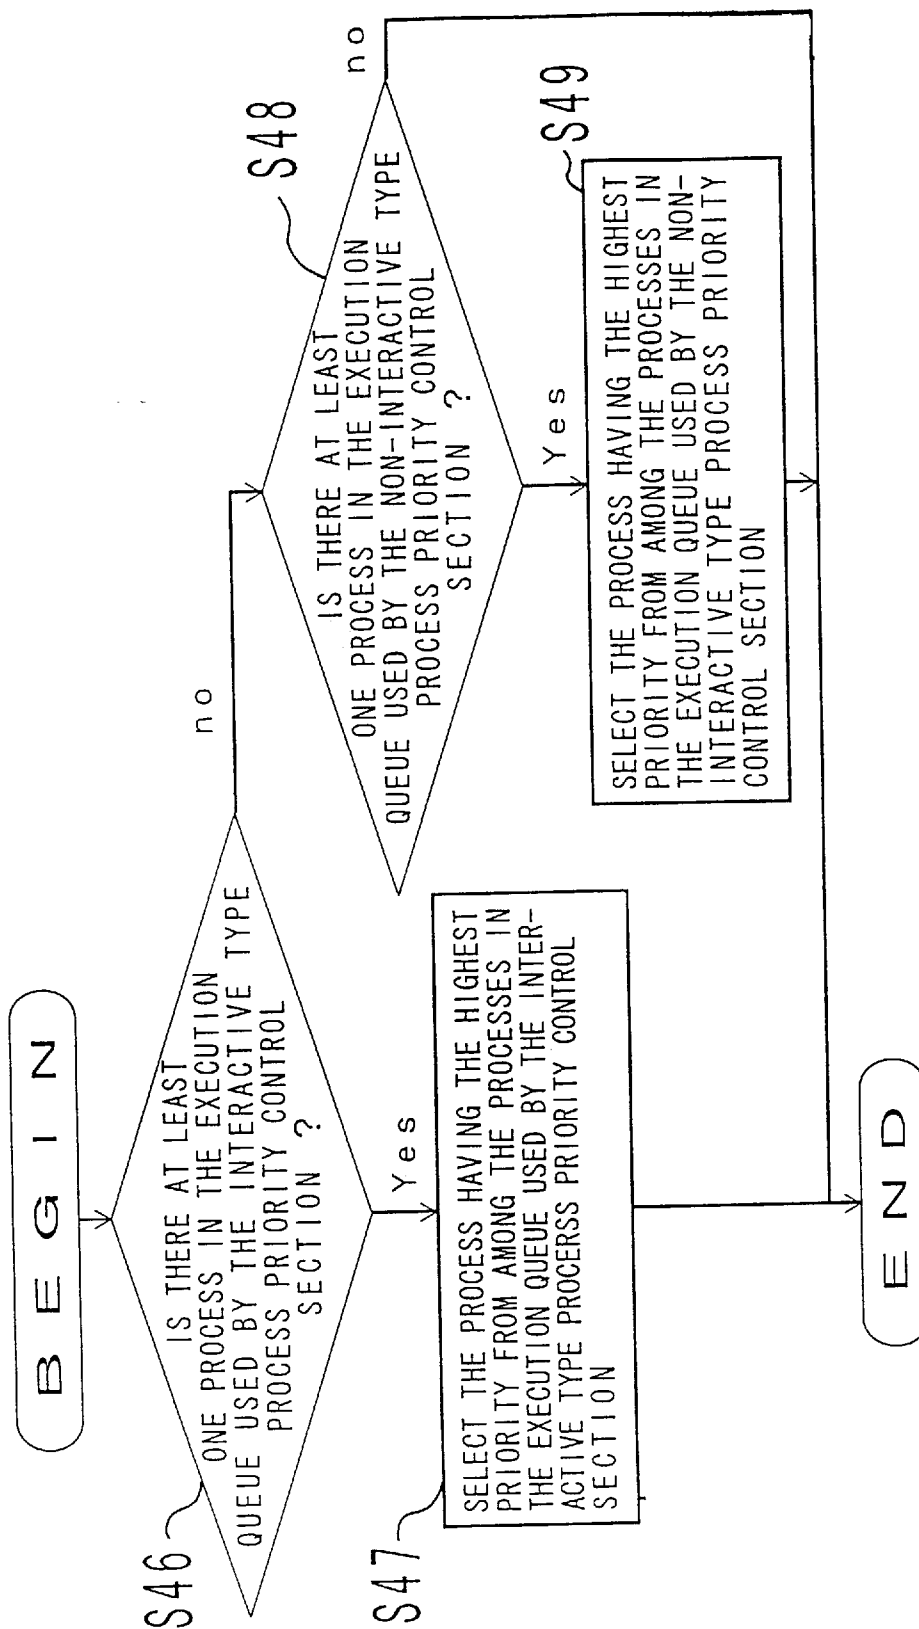 B E G I N
S46
IS THERE AT LEAST
ONE PROCESS IN THE EXECUTION
QUEUE USED BY THE INTERACTIVE TYPE
PROCESS PRIORITY CONTROL
SECTION ?
no
Yes
S47
SELECT THE PROCESS HAVING THE HIGHEST
PRIORITY FROM AMONG THE PROCESSES IN
THE EXECUTION QUEUE USED BY THE INTER-
ACTIVE TYPE PROCERSS PRIORITY CONTROL
SECTION
S48
IS THERE AT LEAST
ONE PROCESS IN THE EXECUTION
QUEUE USED BY THE NON-INTERACTIVE TYPE
PROCESS PRIORITY CONTROL
SECTION ?
no
Yes
S49
SELECT THE PROCESS HAVING THE HIGHEST
PRIORITY FROM AMONG THE PROCESSES IN
THE EXECUTION QUEUE USED BY THE NON-
INTERACTIVE TYPE PROCESS PRIORITY
CONTROL SECTION
E N D